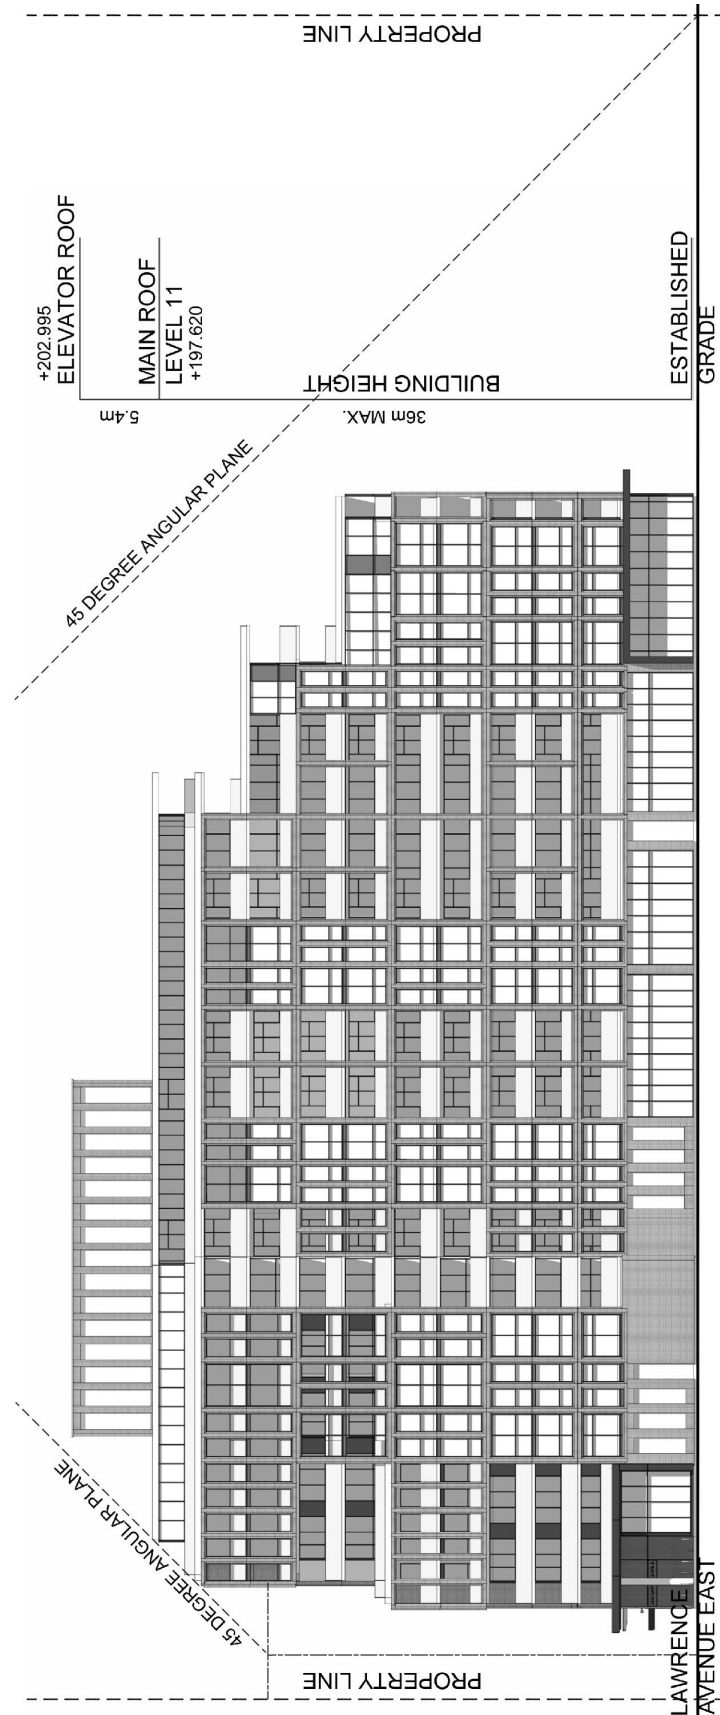 PROPERTY LINE
+202.995
ELEVATOR ROOF
MAIN ROOF
LEVEL 11
+197.620
ESTABLISHED
GRADE
BUILDING HEIGHT
5.4m
36m MAX.
45 DEGREE ANGULAR PLANE
45 DEGREE ANGULAR PLANE
PROPERTY LINE
LAWRENCE
AVENUE EAST